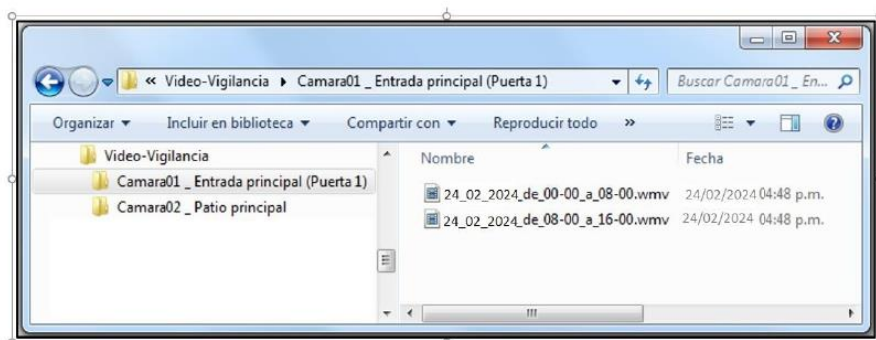 « Video-Vigilancia ▸ Camara01 _ Entrada principal (Puerta 1)
Buscar Camara01 _ En...
Organizar ▾ Incluir en biblioteca ▾ Compartir con ▾ Reproducir todo »
Video-Vigilancia
Camara01 _ Entrada principal (Puerta 1)
Camara02 _ Patio principal
Nombre Fecha
24_02_2024_de_00-00_a_08-00.wmv 24/02/2024 04:48 p.m.
24_02_2024_de_08-00_a_16-00.wmv 24/02/2024 04:48 p.m.